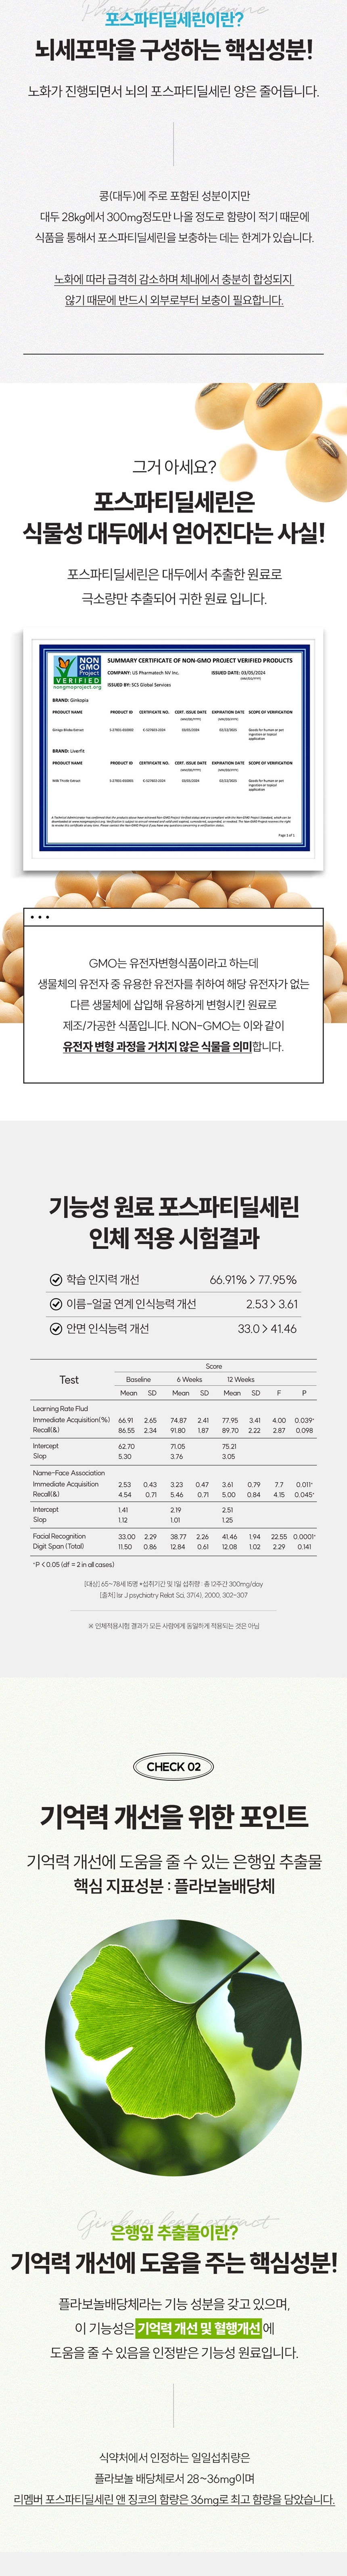 Phosphatidylserine
포스파티딜세린이란?
뇌세포막을 구성하는 핵심성분!
노화가 진행되면서 뇌의 포스파티딜세린 양은 줄어듭니다.
콩(대두)에 주로 포함된 성분이지만
대두 28kg에서 300mg정도만 나올 정도로 함량이 적기 때문에
식품을 통해서 포스파티딜세린을 보충하는 데는 한계가 있습니다.
노화에 따라 급격히 감소하며 체내에서 충분히 합성되지
않기 때문에 반드시 외부로부터 보충이 필요합니다.
그거 아세요?
포스파티딜세린은
식물성 대두에서 얻어진다는 사실!
포스파티딜세린은 대두에서 추출한 원료로
극소량만 추출되어 귀한 원료 입니다.
NON
GMO
Project
VERIFIED
nongmoproject.org
SUMMARY CERTIFICATE OF NON-GMO PROJECT VERIFIED PRODUCTS
COMPANY: US Pharmatech NV Inc. ISSUED DATE: 03/05/2024
(MM/DD/YYYY)
ISSUED BY: SCS Global Services
BRAND: Ginkopia
PRODUCT NAME PRODUCT ID CERTIFICATE NO. CERT. ISSUE DATE EXPIRATION DATE SCOPE OF VERIFICATION
(MM/DD/YYYY) (MM/DD/YYYY)
Ginkgo Biloba Extract
Goods for human or pet
ingestion or topical
application
BRAND: Liverfit
PRODUCT NAME PRODUCT ID CERTIFICATE NO. CERT. ISSUE DATE EXPIRATION DATE SCOPE OF VERIFICATION
(MM/DD/YYYY) (MM/DD/YYYY)
Milk Thistle Extract
Goods for human or pet
ingestion or topical
application
Page 1 of 1
GMO는 유전자변형식품이라고 하는데
생물체의 유전자 중 유용한 유전자를 취하여 해당 유전자가 없는
다른 생물체에 삽입해 유용하게 변형시킨 원료로
제조/가공한 식품입니다. NON-GMO는 이와 같이
유전자 변형 과정을 거치지 않은 식물을 의미합니다.
기능성 원료 포스파티딜세린
인체 적용 시험결과
학습 인지력 개선 66.91% > 77.95%
이름-얼굴 연계 인식능력 개선 2.53 > 3.61
안면 인식능력 개선 33.0 > 41.46
Score
Test Baseline 6 Weeks 12 Weeks
Mean SD Mean SD Mean SD F P
Learning Rate Flud
Immediate Acquisition(%) 66.91 2.65 74.87 2.41 77.95 3.41 4.00 0.039*
Recall(&) 86.55 2.34 91.80 1.87 89.70 2.22 2.87 0.098
Intercept 62.70 71.05 75.21
Slop 5.30 3.76 3.05
Name-Face Association
Immediate Acquisition 2.53 0.43 3.23 0.47 3.61 0.79 7.7 0.011*
Recall(&) 4.54 0.71 5.46 0.71 5.00 0.84 4.15 0.045*
Intercept 1.41 2.19 2.51
Slop 1.12 1.01 1.25
Facial Recognition 33.00 2.29 38.77 2.26 41.46 1.94 22.55 0.0001*
Digit Span (Total) 11.50 0.86 12.84 0.61 12.08 1.02 2.29 0.141
*P < 0.05 (df = 2 in all cases)
[대상] 65~78세 15명 *섭취기간 및 1일 섭취량 : 총 12주간 300mg/day
[출처] Isr J psychiatry Relat Sci, 37(4), 2000, 302-307
※ 인체적용시험 결과가 모든 사람에게 동일하게 적용되는 것은 아님
CHECK 02
기억력 개선을 위한 포인트
기억력 개선에 도움을 줄 수 있는 은행잎 추출물
핵심 지표성분 : 플라보놀배당체
Ginkgo leaf extract
은행잎 추출물이란?
기억력 개선에 도움을 주는 핵심성분!
플라보놀배당체라는 기능 성분을 갖고 있으며,
이 기능성은 기억력 개선 및 혈행개선에
도움을 줄 수 있음을 인정받은 기능성 원료입니다.
식약처에서 인정하는 일일섭취량은
플라보놀 배당체로서 28~36mg이며
리멤버 포스파티딜세린 앤 징코의 함량은 36mg로 최고 함량을 담았습니다.